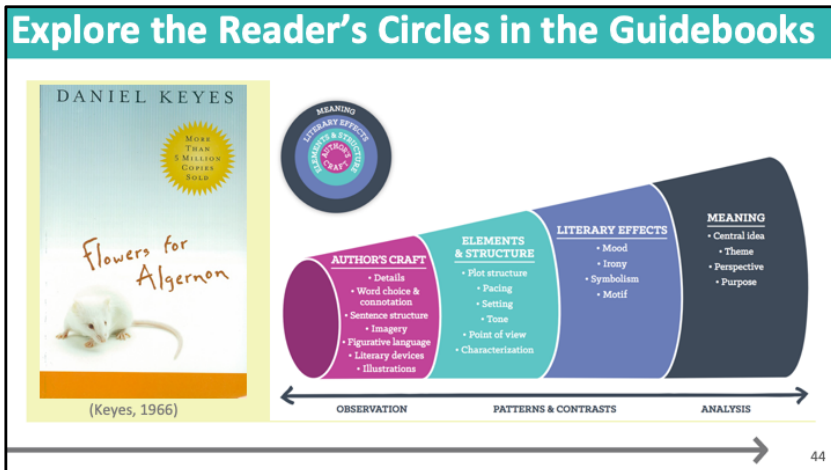 Explore the Reader's Circles in the Guidebooks
DANIEL KEYES
MORE
THAN
5 MILLION
COPIES
SOLD
Flowers for
Algernon
(Keyes, 1966)
MEANING
LITERARY EFFECTS
ELEMENTS & STRUCTURE
AUTHOR'S
CRAFT
AUTHOR'S CRAFT
• Details
• Word choice &
connotation
• Sentence structure
• Imagery
• Figurative language
• Literary devices
• Illustrations
ELEMENTS
& STRUCTURE
• Plot structure
• Pacing
• Setting
• Tone
• Point of view
• Characterization
LITERARY EFFECTS
• Mood
• Irony
• Symbolism
• Motif
MEANING
• Central idea
• Theme
• Perspective
• Purpose
OBSERVATION
PATTERNS & CONTRASTS
ANALYSIS
44